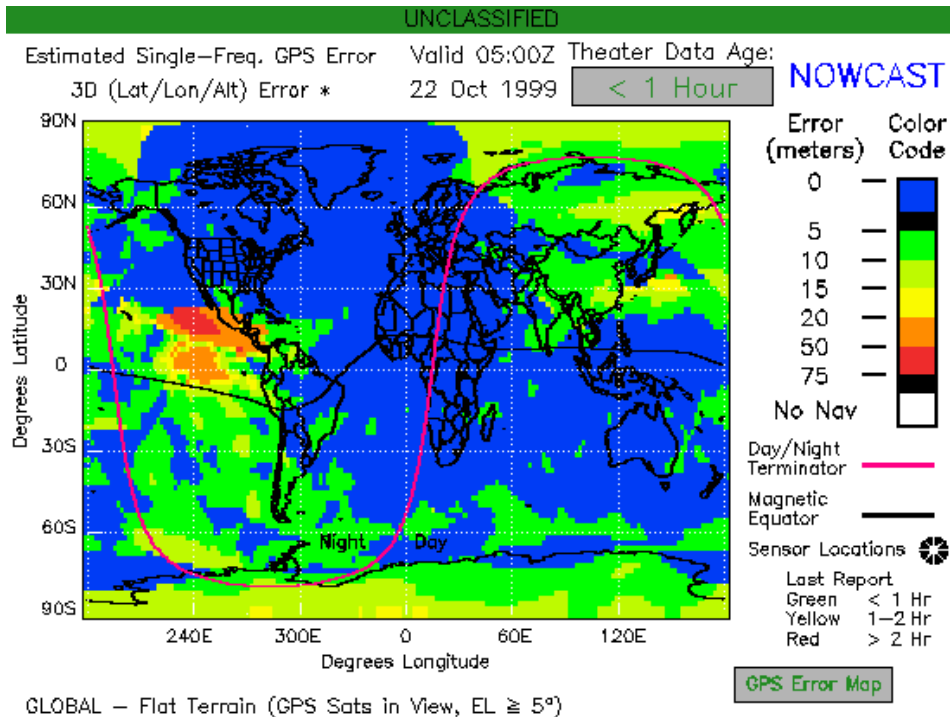 UNCLASSIFIED
Estimated Single-Freq. GPS Error
3D (Lat/Lon/Alt) Error *
Valid 05:00Z
22 Oct 1999
Theater Data Age:
< 1 Hour
NOWCAST
90N
60N
30N
0
30S
60S
90S
Degrees Latitude
Night
Day
240E
300E
0
60E
120E
Degrees Longitude
Error
(meters)
Color
Code
0
5
10
15
20
50
75
No Nav
Day/Night
Terminator
Magnetic
Equator
Sensor Locations
Last Report
Green < 1 Hr
Yellow 1-2 Hr
Red > 2 Hr
GPS Error Map
GLOBAL - Flat Terrain (GPS Sats in View, EL ≧ 5°)